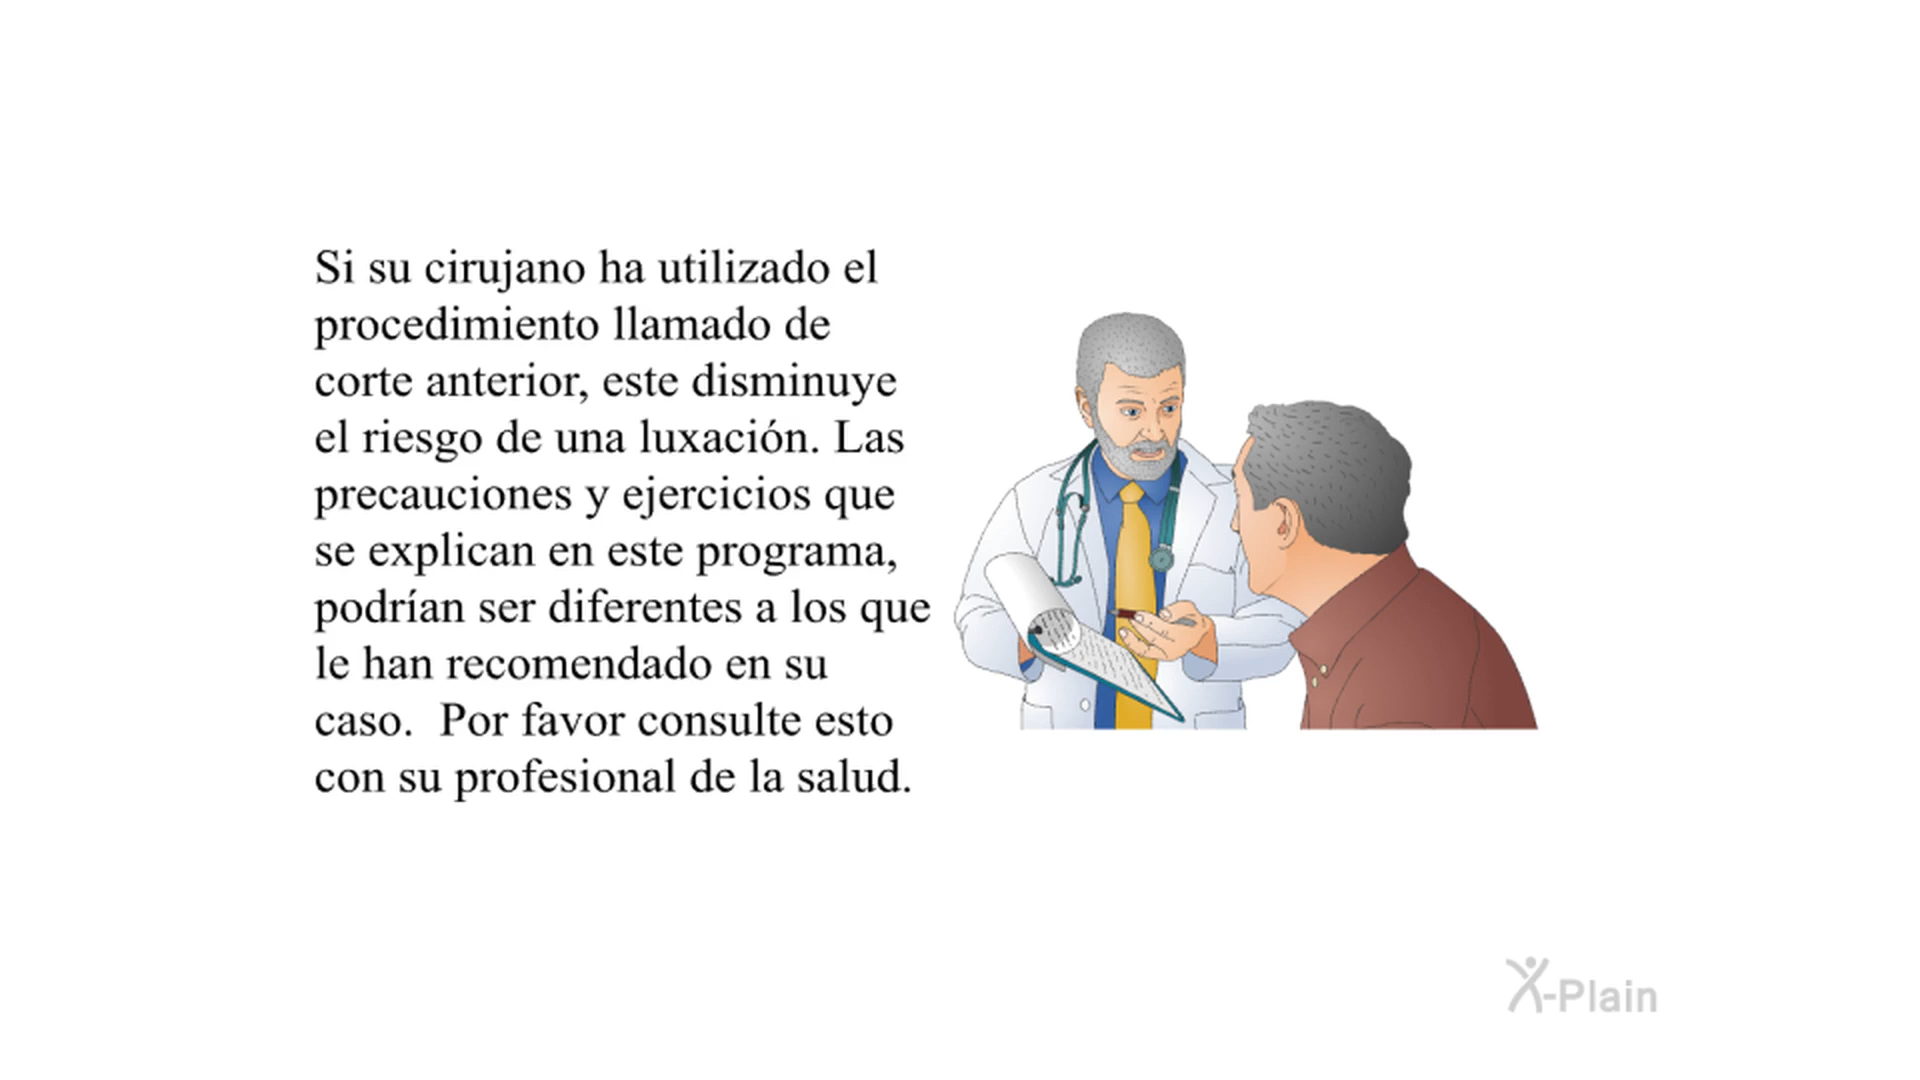 Si su cirujano ha utilizado el
procedimiento llamado de
corte anterior, este disminuye
el riesgo de una luxación. Las
precauciones y ejercicios que
se explican en este programa,
podrían ser diferentes a los que
le han recomendado en su
caso.  Por favor consulte esto
con su profesional de la salud.
X-Plain